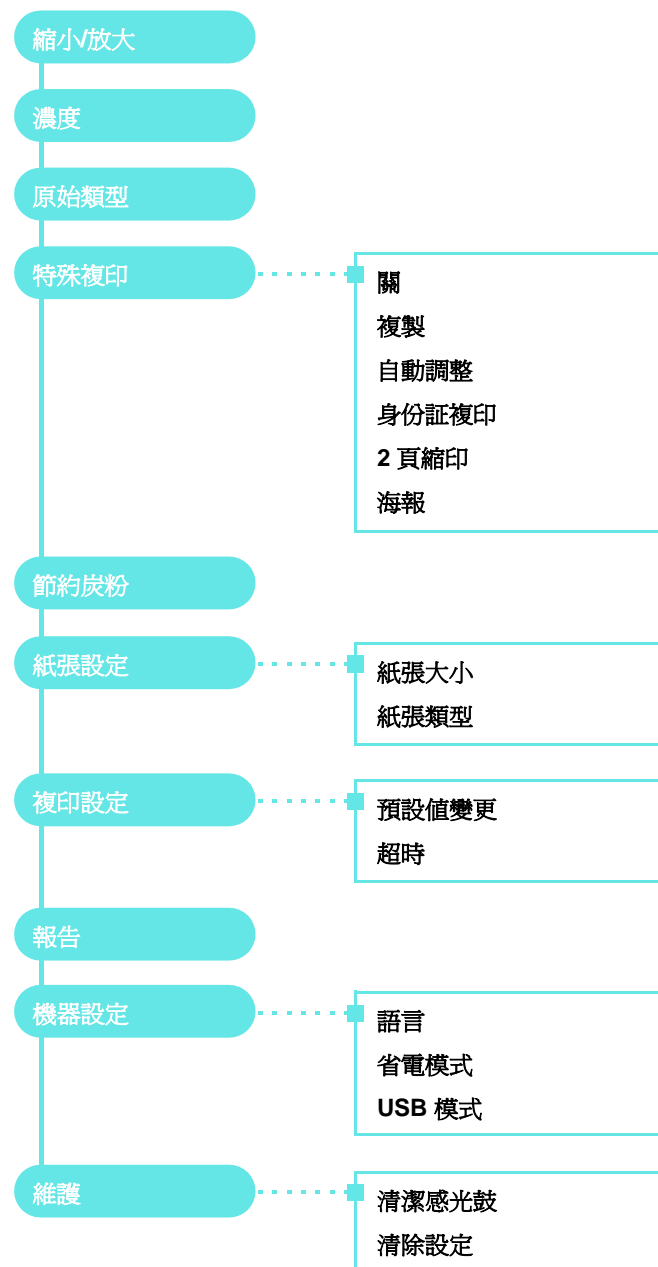 縮小/放大
濃度
原始類型
特殊複印
關
複製
自動調整
身份証複印
2 頁縮印
海報
節約炭粉
紙張設定
紙張大小
紙張類型
複印設定
預設值變更
超時
報告
機器設定
語言
省電模式
USB 模式
維護
清潔感光鼓
清除設定